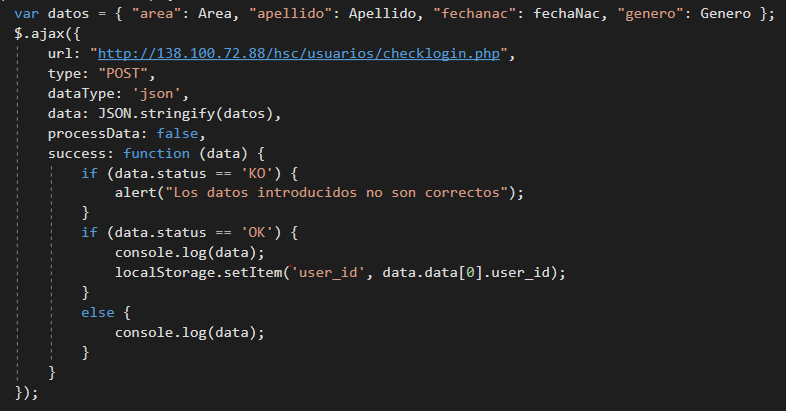 var datos = { "area": Area, "apellido": Apellido, "fechanac": fechaNac, "genero": Genero };
$.ajax({
    url: "http://138.100.72.88/hsc/usuarios/checklogin.php",
    type: "POST",
    dataType: 'json',
    data: JSON.stringify(datos),
    processData: false,
    success: function (data) {
        if (data.status == 'KO') {
            alert("Los datos introducidos no son correctos");
        }
        if (data.status == 'OK') {
            console.log(data);
            localStorage.setItem('user_id', data.data[0].user_id);
        }
        else {
            console.log(data);
        }
    }
});